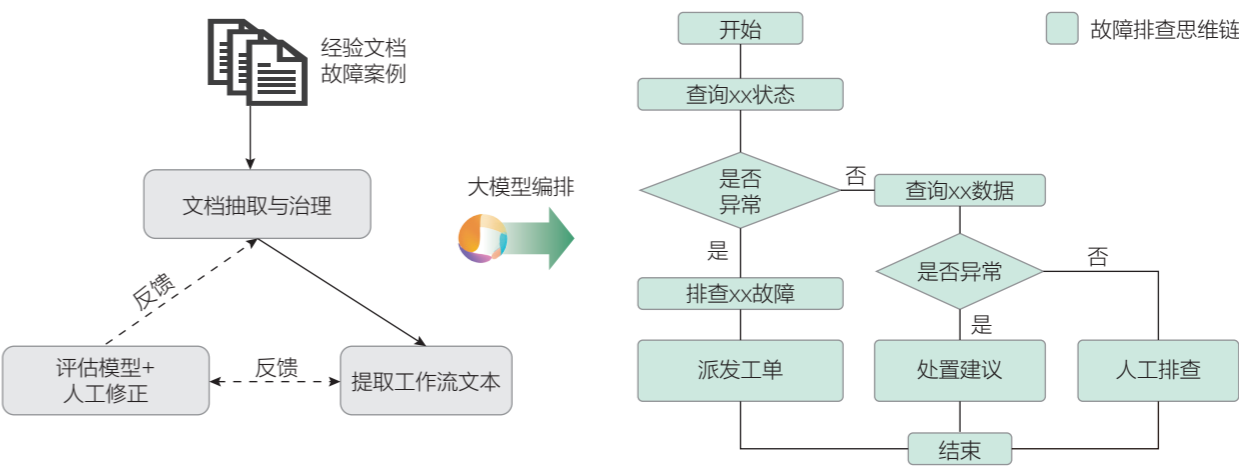 经验文档
故障案例
文档抽取与治理
反馈
评估模型+
人工修正
反馈
提取工作流文本
大模型编排
开始
故障排查思维链
查询xx状态
是否
异常
否
查询xx数据
是
是否异常
否
排查xx故障
是
派发工单
处置建议
人工排查
结束